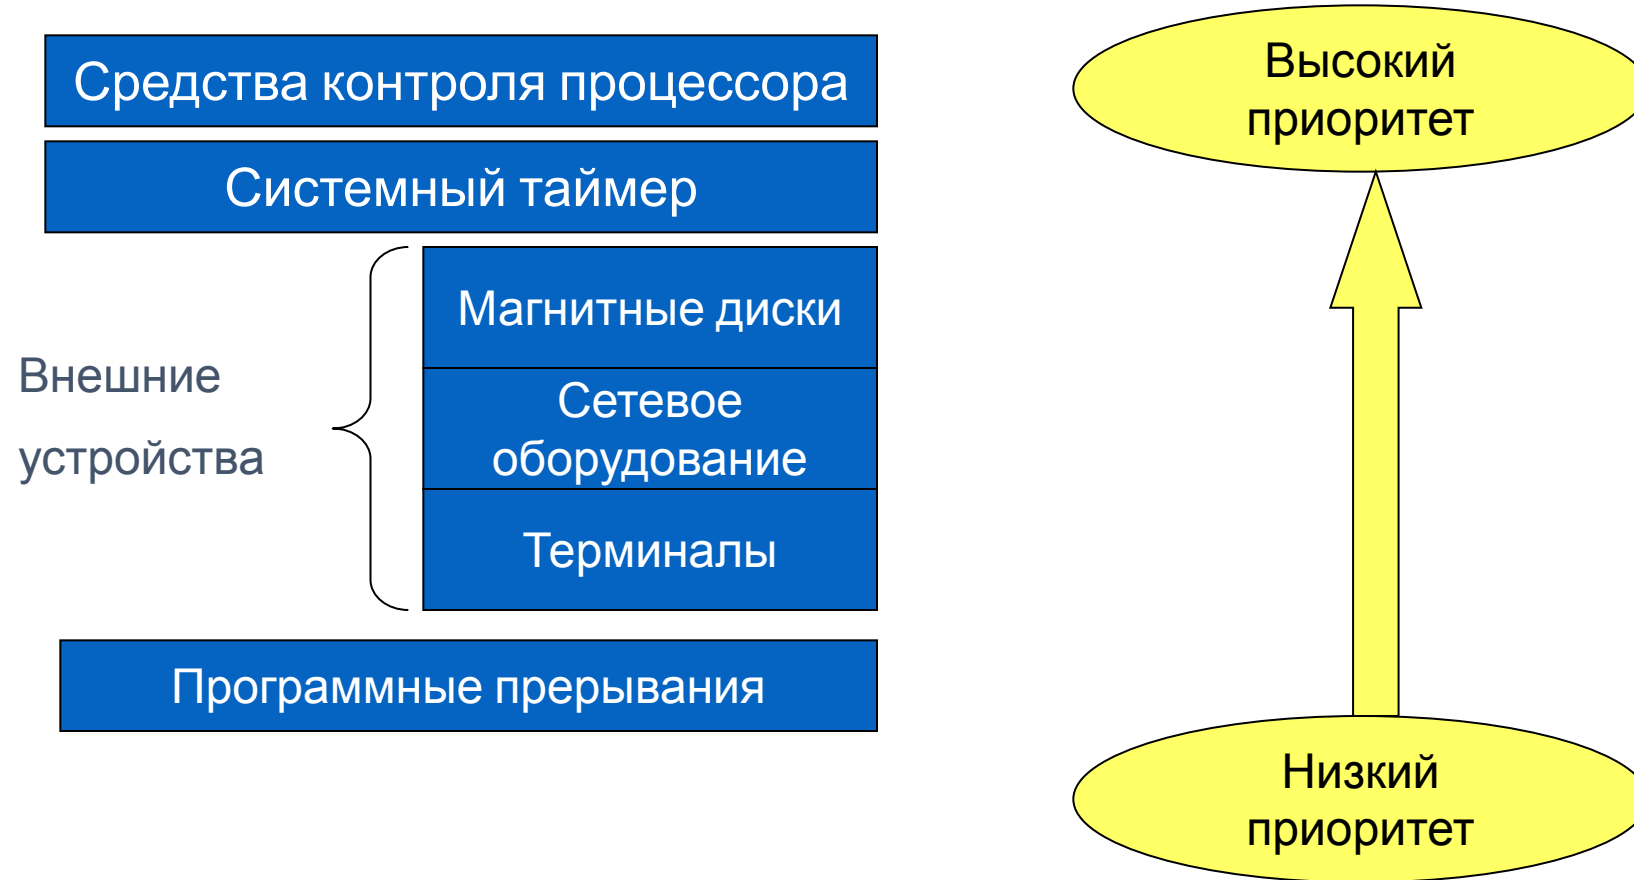 Средства контроля процессора
Системный таймер
Магнитные диски
Сетевое
оборудование
Терминалы
Внешние
устройства
Программные прерывания
Высокий
приоритет
Низкий
приоритет